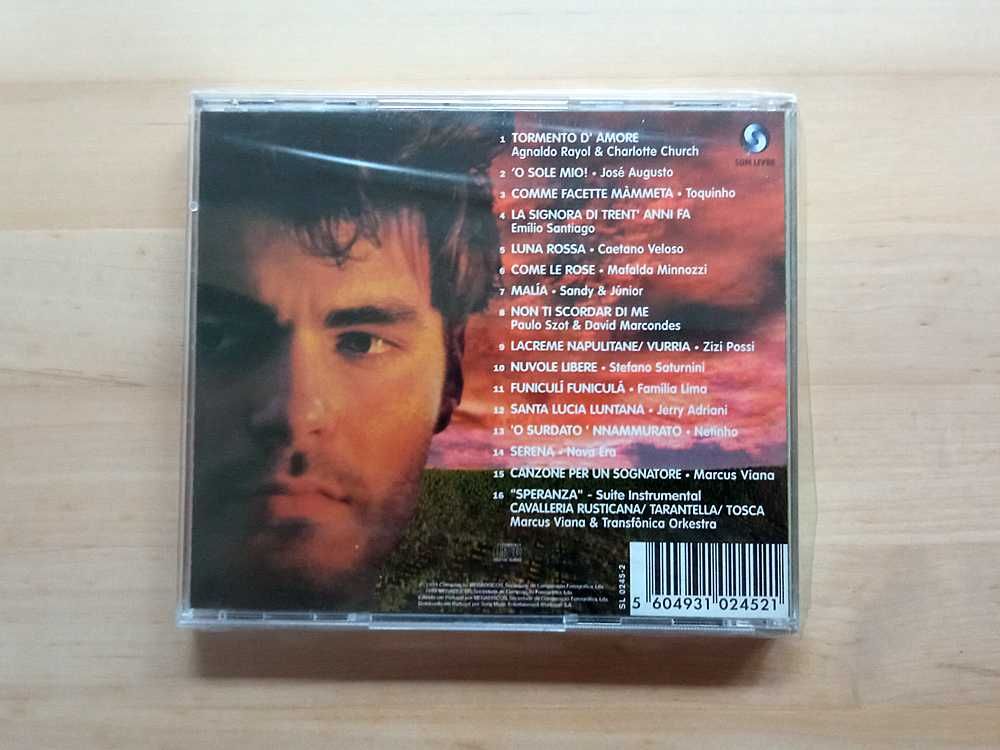 1 TORMENTO D' AMORE
Agnaldo Rayol & Charlotte Church
2 'O SOLE MIO! • José Augusto
3 COMME FACETTE MÀMMETA • Toquinho
4 LA SIGNORA DI TRENT' ANNI FA
Emílio Santiago
5 LUNA ROSSA • Caetano Veloso
6 COME LE ROSE • Mafalda Minnozzi
7 MALÍA • Sandy & Júnior
8 NON TI SCORDAR DI ME
Paulo Szot & David Marcondes
9 LACREME NAPULITANE/ VURRIA • Zizi Possi
10 NUVOLE LIBERE • Stefano Saturnini
11 FUNICULÍ FUNICULÁ • Família Lima
12 SANTA LUCIA LUNTANA • Jerry Adriani
13 'O SURDATO ' NNAMMURATO • Netinho
14 SERENA • Nova Era
15 CANZONE PER UN SOGNATORE • Marcus Viana
16 "SPERANZA" - Suite Instrumental
CAVALLERIA RUSTICANA/ TARANTELLA/ TOSCA
Marcus Viana & Transfônica Orkestra
SOM LIVRE
SL 0245-2
5 604931 024521